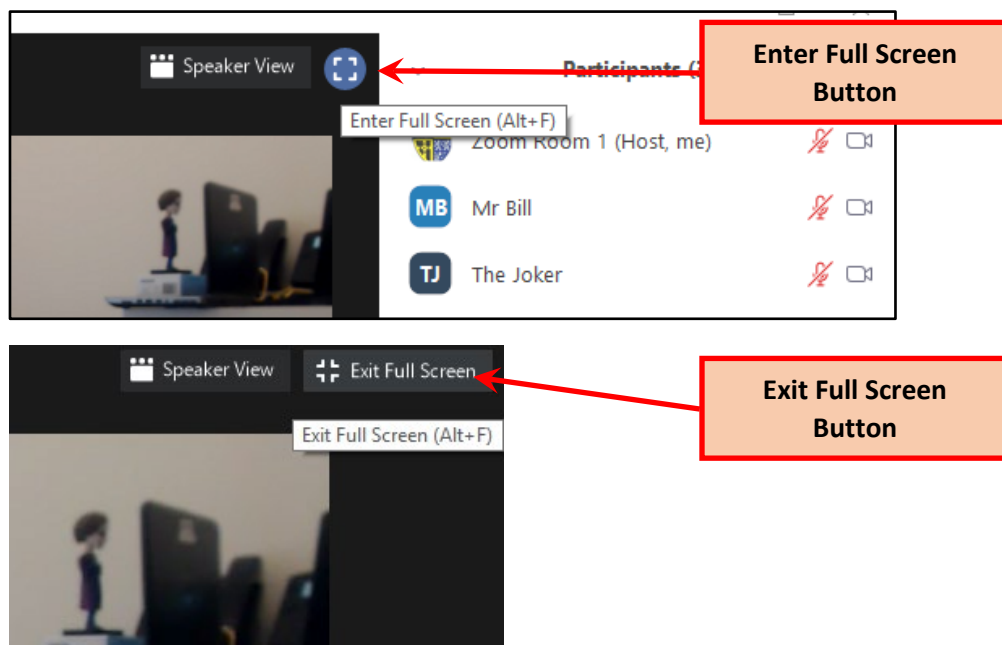 Speaker View
Enter Full Screen
Button
Participants (
Enter Full Screen (Alt+F)
Zoom Room 1 (Host, me)
MB Mr Bill
TJ The Joker
Speaker View Exit Full Screen
Exit Full Screen
Button
Exit Full Screen (Alt+F)